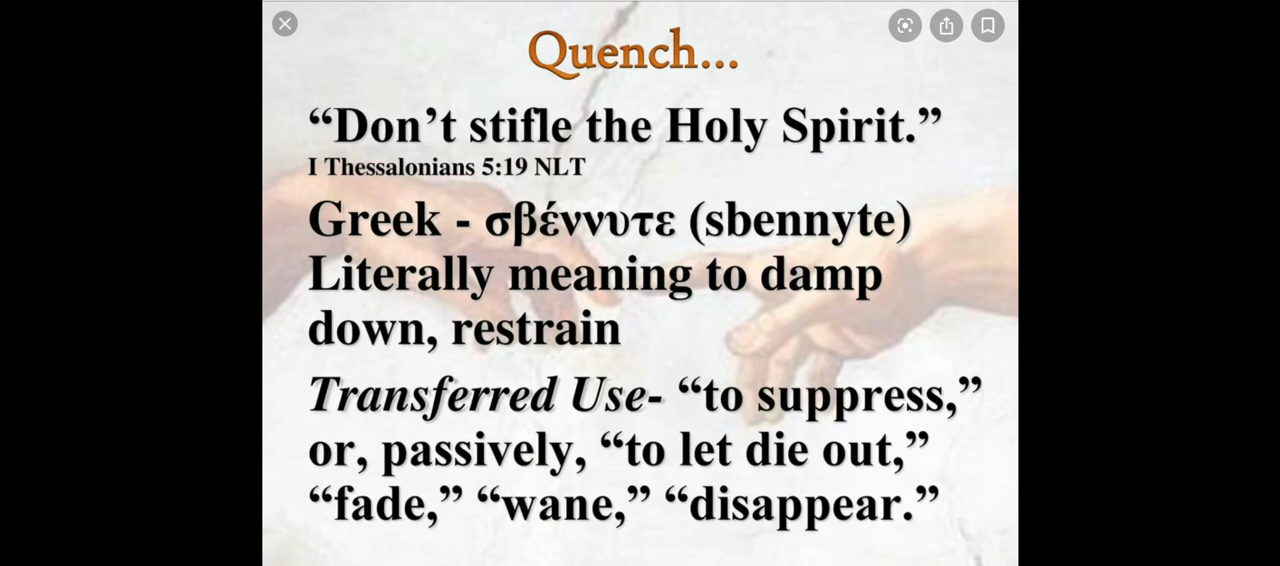 Quench...
“Don’t stifle the Holy Spirit.”
I Thessalonians 5:19 NLT
Greek - σβέννυτε (sbennyte)
Literally meaning to damp
down, restrain
Transferred Use- “to suppress,”
or, passively, “to let die out,”
“fade,” “wane,” “disappear.”